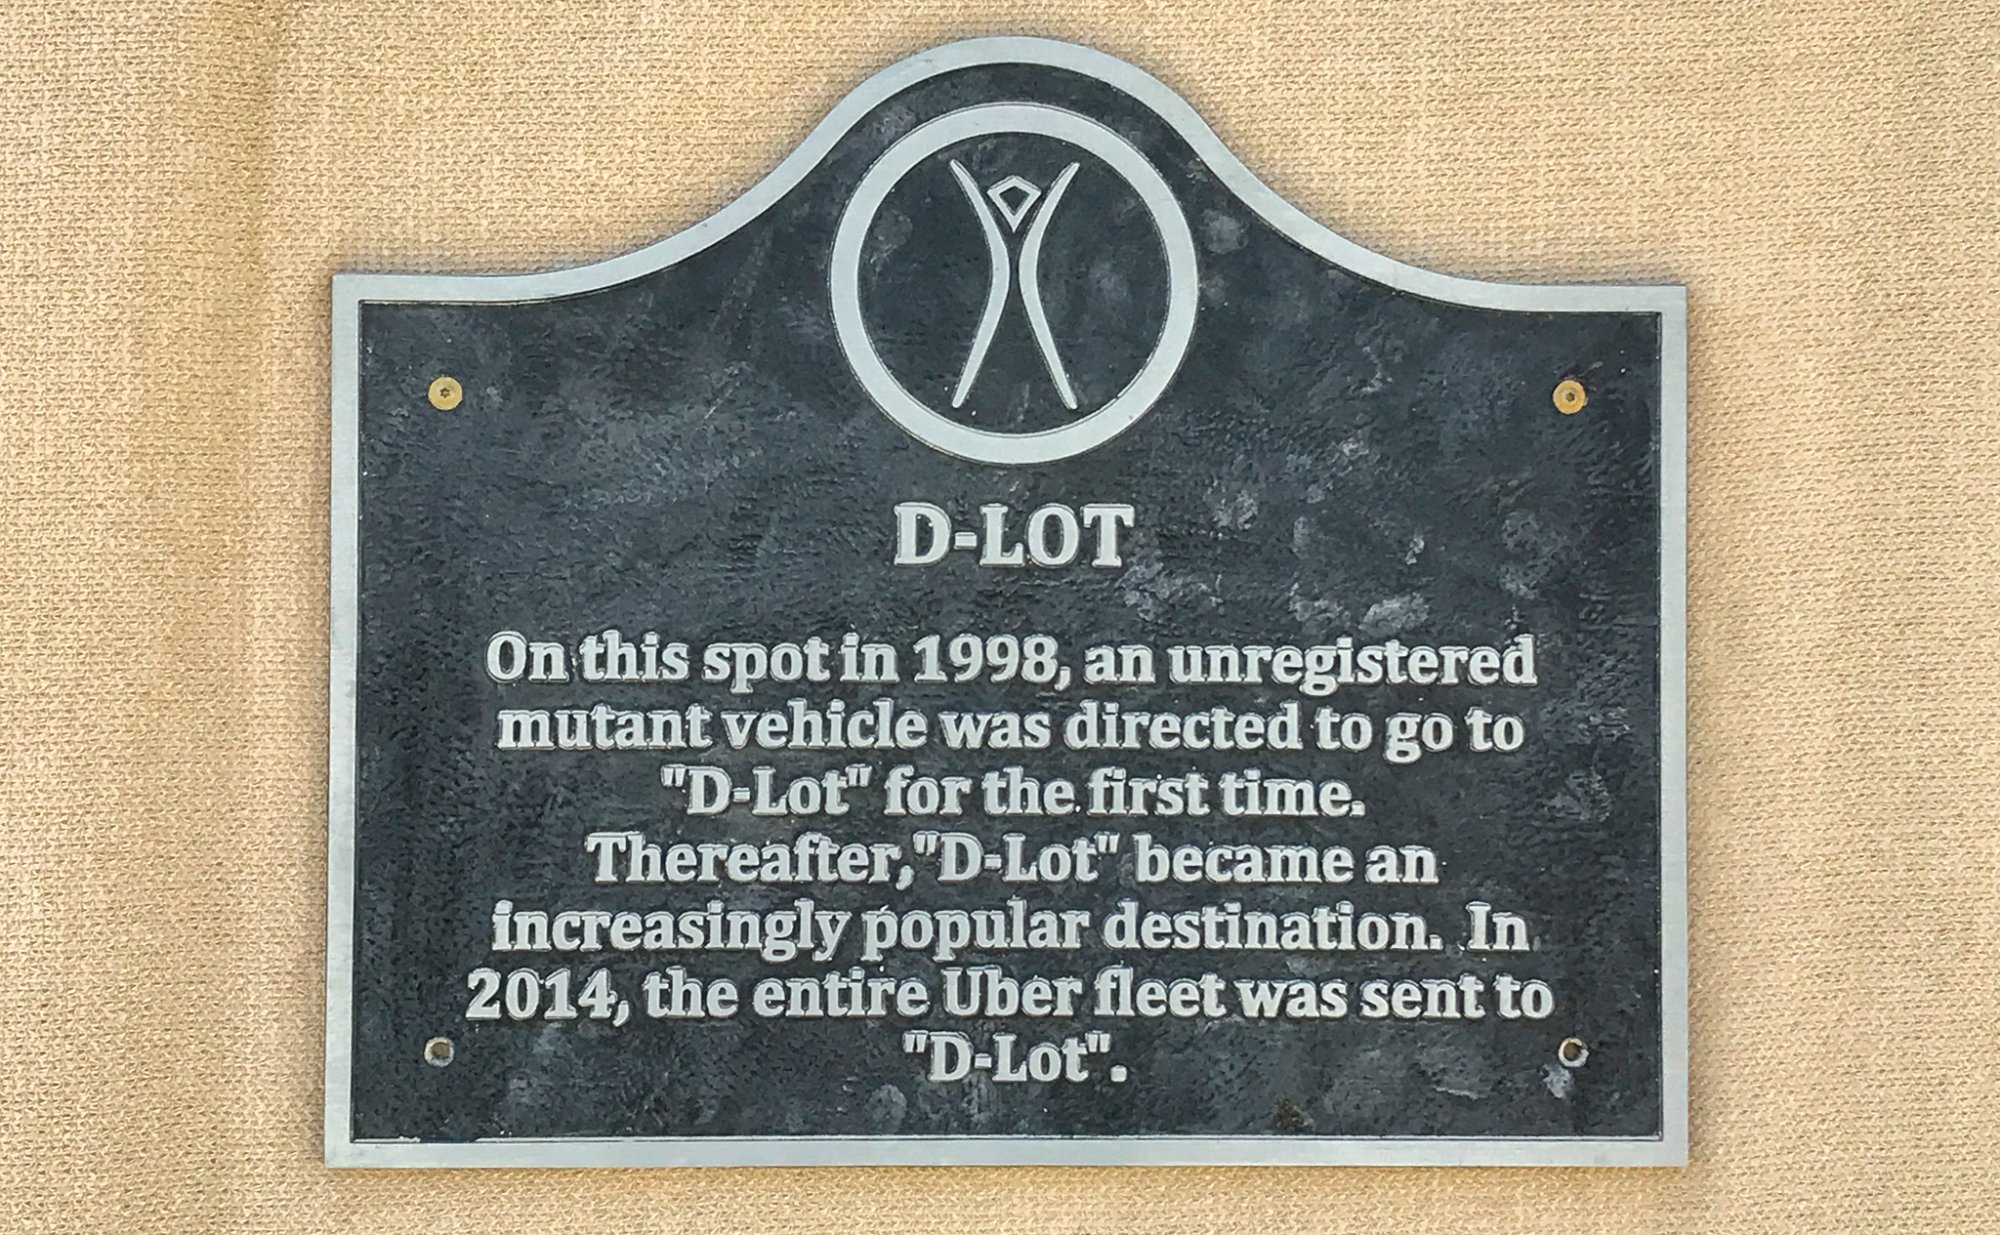 D-LOT
On this spot in 1998, an unregistered
mutant vehicle was directed to go to
"D-Lot" for the first time.
Thereafter,"D-Lot" became an
increasingly popular destination. In
2014, the entire Uber fleet was sent to
"D-Lot".